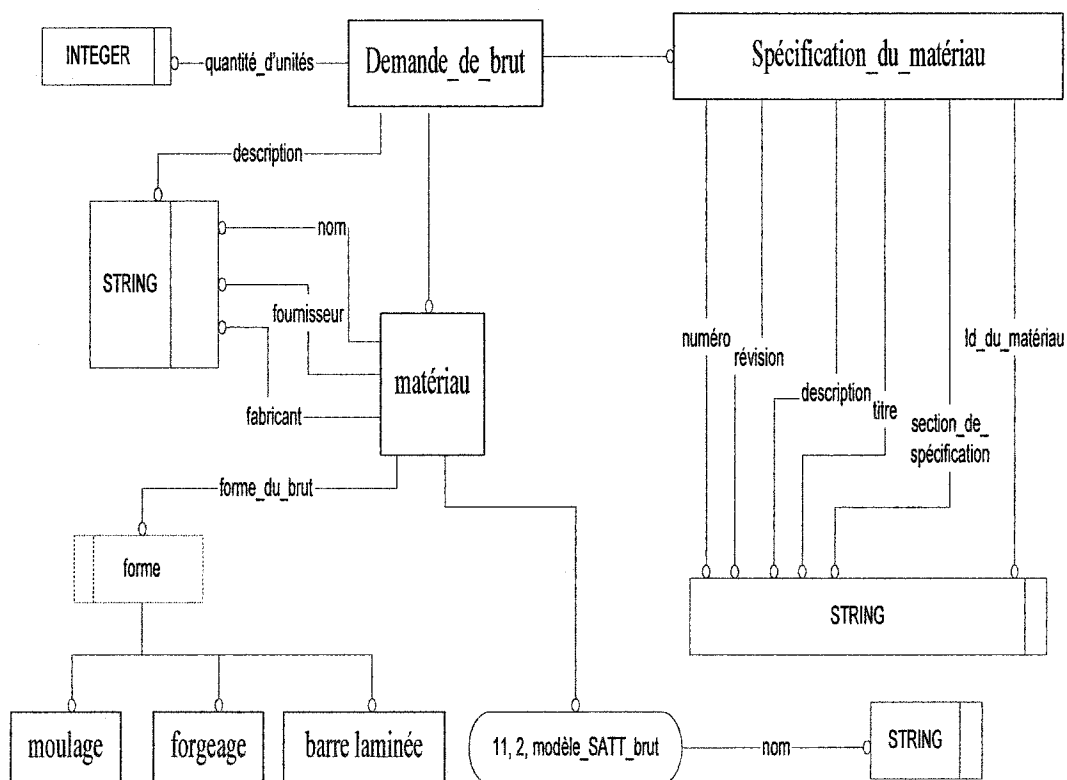 INTEGER
quantité_d'unités
Demande_de_brut
Spécification_du_matériau
description
nom
STRING
fournisseur
fabricant
matériau
numéro
révision
description
titre
section_de_
spécification
Id_du_matériau
forme_du_brut
forme
STRING
moulage
forgeage
barre laminée
11, 2, modèle_SATT_brut
nom
STRING